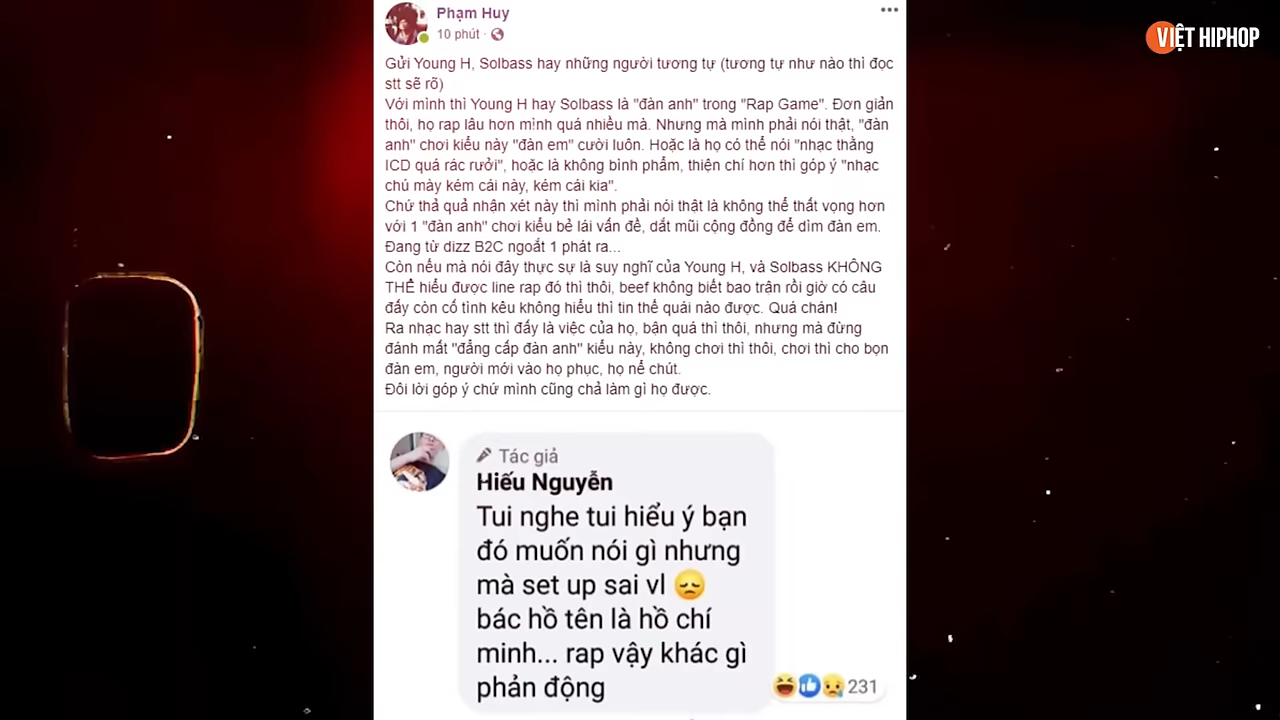 Phạm Huy
10 phút ·
VIỆT HIPHOP
Gửi Young H, Solbass hay những người tương tự (tương tự như nào thì đọc
stt sẽ rõ)
Với mình thì Young H hay Solbass là "đàn anh" trong "Rap Game". Đơn giản
thôi, họ rap lâu hơn mình quá nhiều mà. Nhưng mà mình phải nói thật, "đàn
anh" chơi kiểu này "đàn em" cười luôn. Hoặc là họ có thể nói "nhạc thằng
ICD quá rác rưởi", hoặc là không bình phẩm, thiện chí hơn thì góp ý "nhạc
chú mày kém cái này, kém cái kia".
Chứ thả quả nhận xét này thì mình phải nói thật là không thể thất vọng hơn
với 1 "đàn anh" chơi kiểu bẻ lái vấn đề, dắt mũi cộng đồng để dìm đàn em.
Đang từ dizz B2C ngoắt 1 phát ra...
Còn nếu mà nói đây thực sự là suy nghĩ của Young H, và Solbass KHÔNG
THỂ hiểu được line rap đó thì thôi, beef không biết bao trận rồi giờ có câu
đấy còn cố tình kêu không hiểu thì tin thế quái nào được. Quá chán!
Ra nhạc hay stt thì đấy là việc của họ, bận quá thì thôi, nhưng mà đừng
đánh mất "đẳng cấp đàn anh" kiểu này, không chơi thì thôi, chơi thì cho bọn
đàn em, người mới vào họ phục, họ nể chút.
Đôi lời góp ý chứ mình cũng chả làm gì họ được.
Tác giả
Hiếu Nguyễn
Tui nghe tui hiểu ý bạn
đó muốn nói gì nhưng
mà set up sai vl 😞
bác hồ tên là hồ chí
minh... rap vậy khác gì
phản động
231